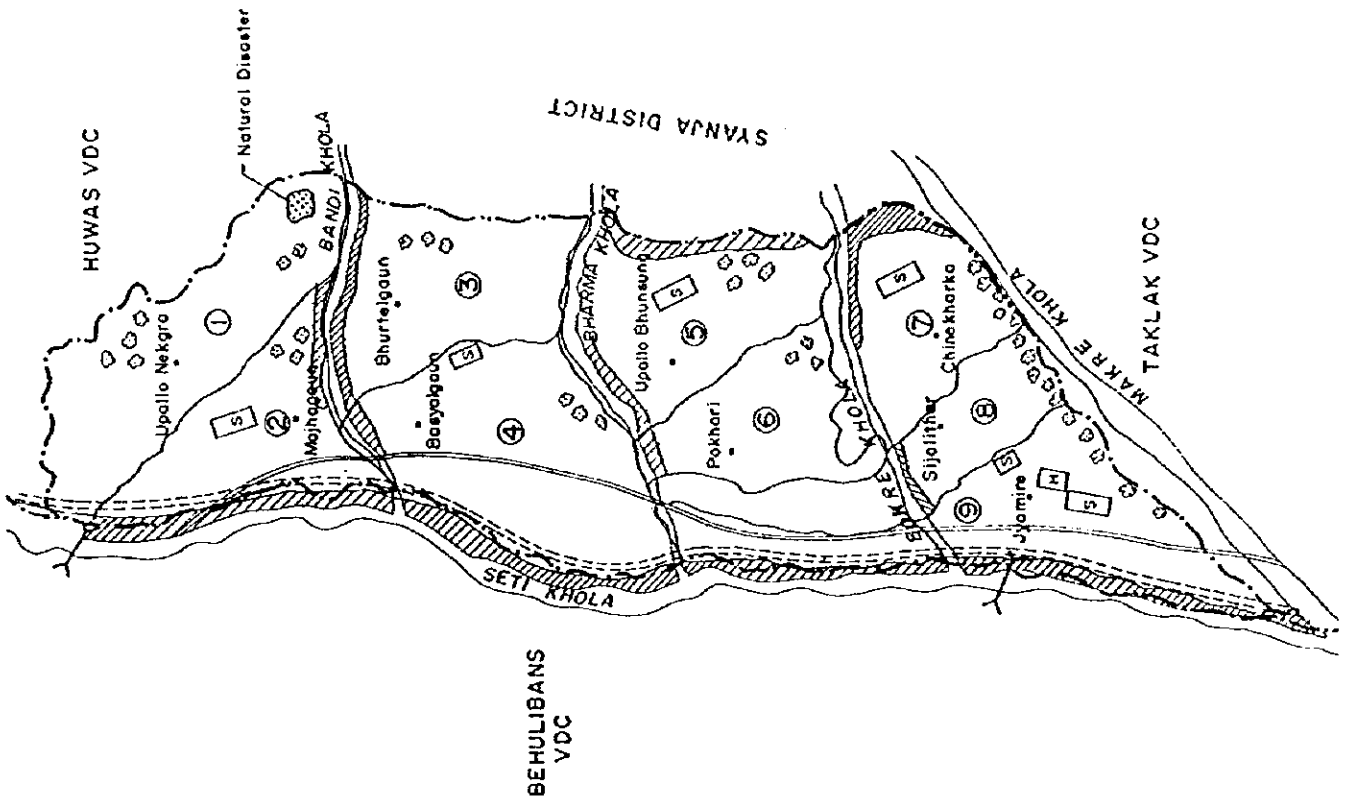 HUWAS VDC
Natural Disaster
BANDI KHOLA
SYANJA DISTRICT
1
Upallo Nekgra
S
2
Majhagaun
Bhurtelgaun
3
Basyalgaun
S
4
BHARMA KHOLA
S
Upallo Bhunsung
5
Pokhari
6
S
7
Chinekharka
BOKRE KHOLA
Sijalithar
8
9
S
Jyamire
H
S
MAKRE KHOLA
TAKLAK VDC
SETI KHOLA
BEHULIBANS
VDC